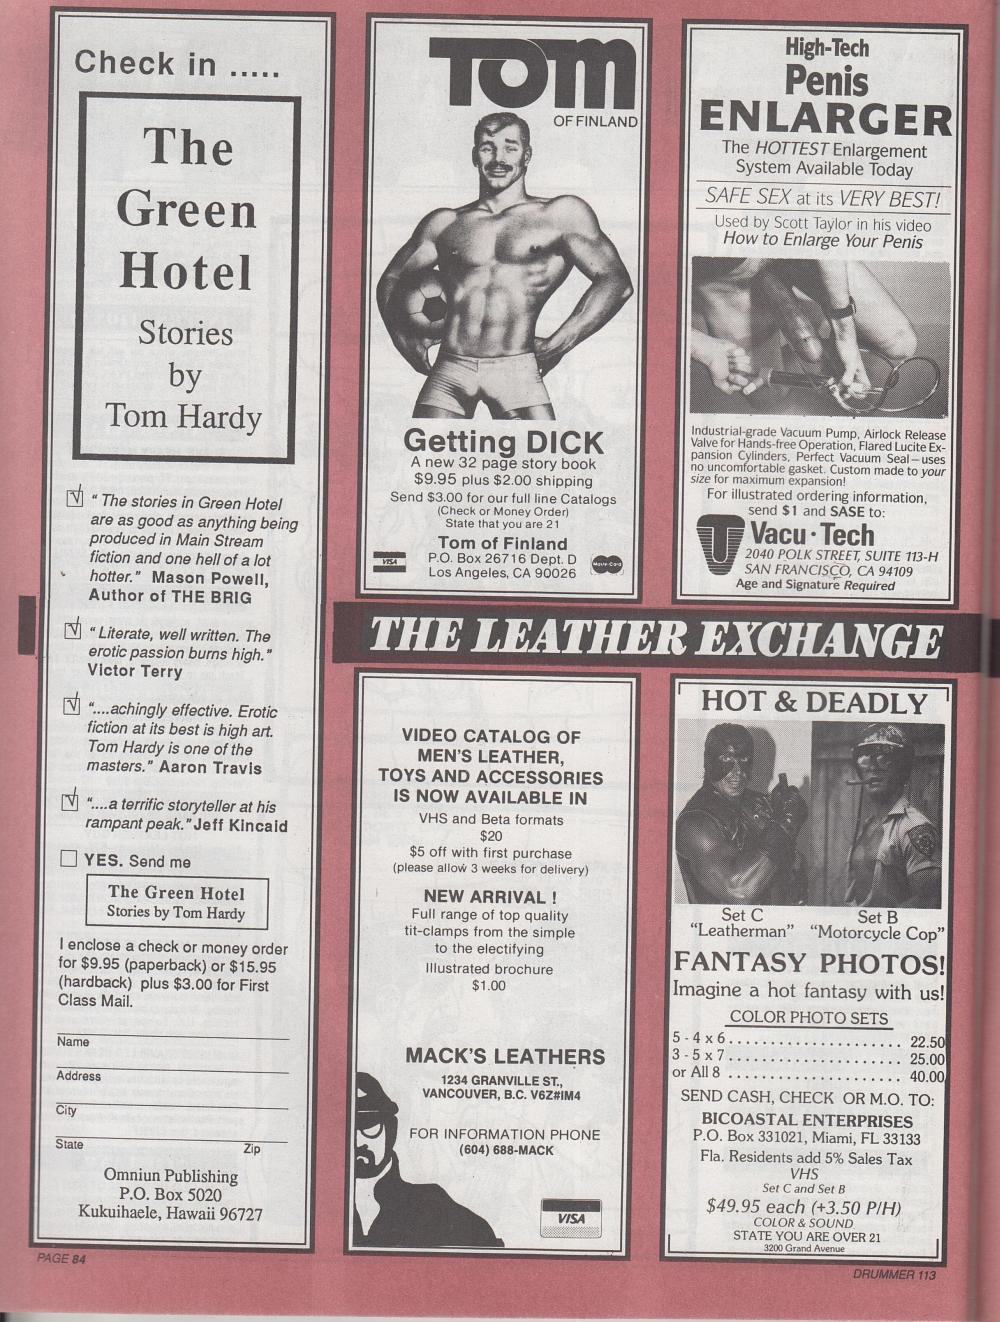 Check in .....
The
Green
Hotel
Stories
by
Tom Hardy
" The stories in Green Hotel
are as good as anything being
produced in Main Stream
fiction and one hell of a lot
hotter." Mason Powell,
Author of THE BRIG
" Literate, well written. The
erotic passion burns high."
Victor Terry
"....achingly effective. Erotic
fiction at its best is high art.
Tom Hardy is one of the
masters." Aaron Travis
"....a terrific storyteller at his
rampant peak." Jeff Kincaid
YES. Send me
The Green Hotel
Stories by Tom Hardy
I enclose a check or money order
for $9.95 (paperback) or $15.95
(hardback) plus $3.00 for First
Class Mail.
Name
Address
City
State Zip
Omniun Publishing
P.O. Box 5020
Kukuihaele, Hawaii 96727
TOM
OF FINLAND
Getting DICK
A new 32 page story book
$9.95 plus $2.00 shipping
Send $3.00 for our full line Catalogs
(Check or Money Order)
State that you are 21
Tom of Finland
P.O. Box 26716 Dept. D
Los Angeles, CA 90026
VISA
MasterCard
High-Tech
Penis
ENLARGER
The HOTTEST Enlargement
System Available Today
SAFE SEX at its VERY BEST!
Used by Scott Taylor in his video
How to Enlarge Your Penis
Industrial-grade Vacuum Pump, Airlock Release
Valve for Hands-free Operation, Flared Lucite Ex-
pansion Cylinders, Perfect Vacuum Seal—uses
no uncomfortable gasket. Custom made to your
size for maximum expansion!
For illustrated ordering information,
send $1 and SASE to:
Vacu·Tech
2040 POLK STREET, SUITE 113-H
SAN FRANCISCO, CA 94109
Age and Signature Required
THE LEATHER EXCHANGE
VIDEO CATALOG OF
MEN'S LEATHER,
TOYS AND ACCESSORIES
IS NOW AVAILABLE IN
VHS and Beta formats
$20
$5 off with first purchase
(please allow 3 weeks for delivery)
NEW ARRIVAL !
Full range of top quality
tit-clamps from the simple
to the electifying
Illustrated brochure
$1.00
MACK'S LEATHERS
1234 GRANVILLE ST.,
VANCOUVER, B.C. V6Z#IM4
FOR INFORMATION PHONE
(604) 688-MACK
VISA
HOT & DEADLY
Set C Set B
"Leatherman" "Motorcycle Cop"
FANTASY PHOTOS!
Imagine a hot fantasy with us!
COLOR PHOTO SETS
5 - 4 x 6 . . . . . . . . . . . . . . . . . . . . 22.50
3 - 5 x 7 . . . . . . . . . . . . . . . . . . . . 25.00
or All 8 . . . . . . . . . . . . . . . . . . . . 40.00
SEND CASH, CHECK OR M.O. TO:
BICOASTAL ENTERPRISES
P.O. Box 331021, Miami, FL 33133
Fla. Residents add 5% Sales Tax
VHS
Set C and Set B
$49.95 each (+3.50 P/H)
COLOR & SOUND
STATE YOU ARE OVER 21
3200 Grand Avenue
PAGE 84
DRUMMER 113